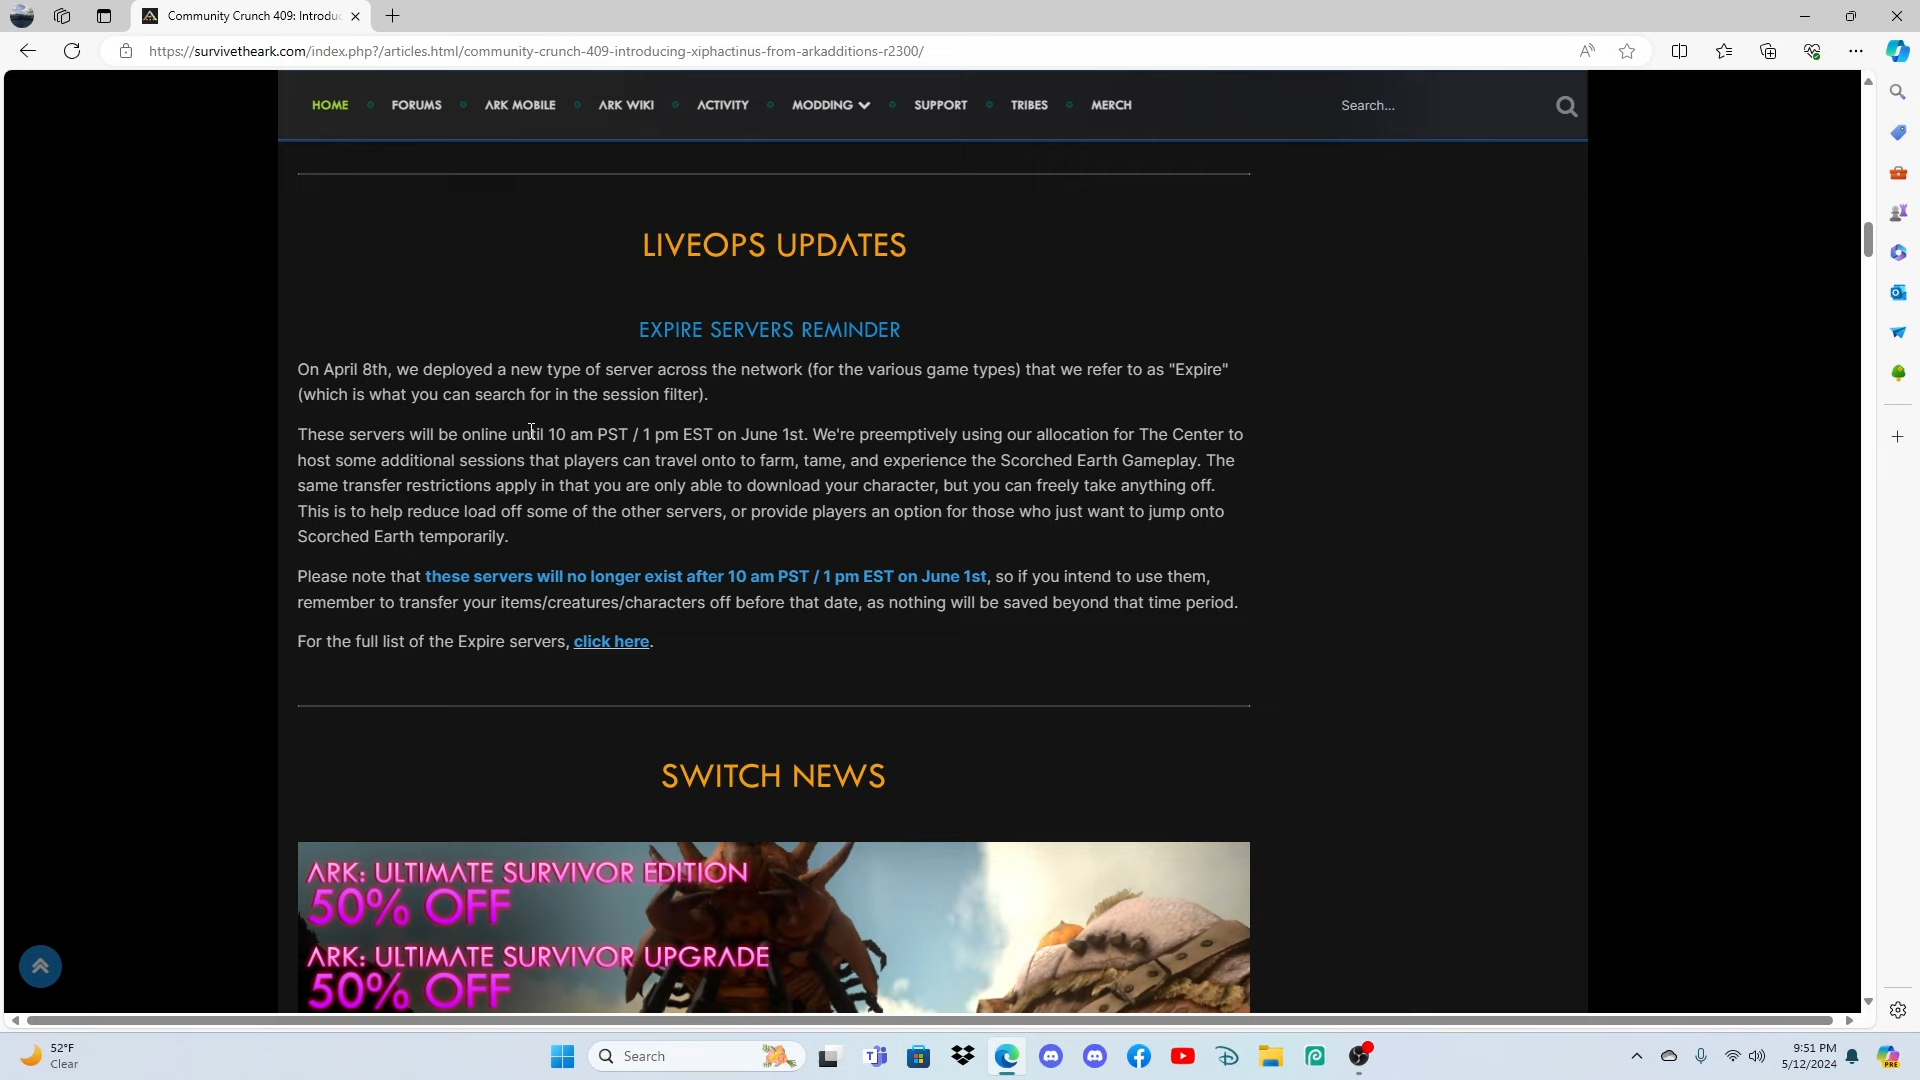 Community Crunch 409: Introduc
https://survivetheark.com/index.php?/articles.html/community-crunch-409-introducing-xiphactinus-from-arkadditions-r2300/
HOME FORUMS ARK MOBILE ARK WIKI ACTIVITY MODDING SUPPORT TRIBES MERCH Search...
LIVEOPS UPDATES
EXPIRE SERVERS REMINDER
On April 8th, we deployed a new type of server across the network (for the various game types) that we refer to as "Expire"
(which is what you can search for in the session filter).
These servers will be online until 10 am PST / 1 pm EST on June 1st. We're preemptively using our allocation for The Center to
host some additional sessions that players can travel onto to farm, tame, and experience the Scorched Earth Gameplay. The
same transfer restrictions apply in that you are only able to download your character, but you can freely take anything off.
This is to help reduce load off some of the other servers, or provide players an option for those who just want to jump onto
Scorched Earth temporarily.
Please note that these servers will no longer exist after 10 am PST / 1 pm EST on June 1st, so if you intend to use them,
remember to transfer your items/creatures/characters off before that date, as nothing will be saved beyond that time period.
For the full list of the Expire servers, click here.
SWITCH NEWS
ARK: ULTIMATE SURVIVOR EDITION
50% OFF
ARK: ULTIMATE SURVIVOR UPGRADE
50% OFF
52°F
Clear
Search
9:51 PM
5/12/2024
PRE